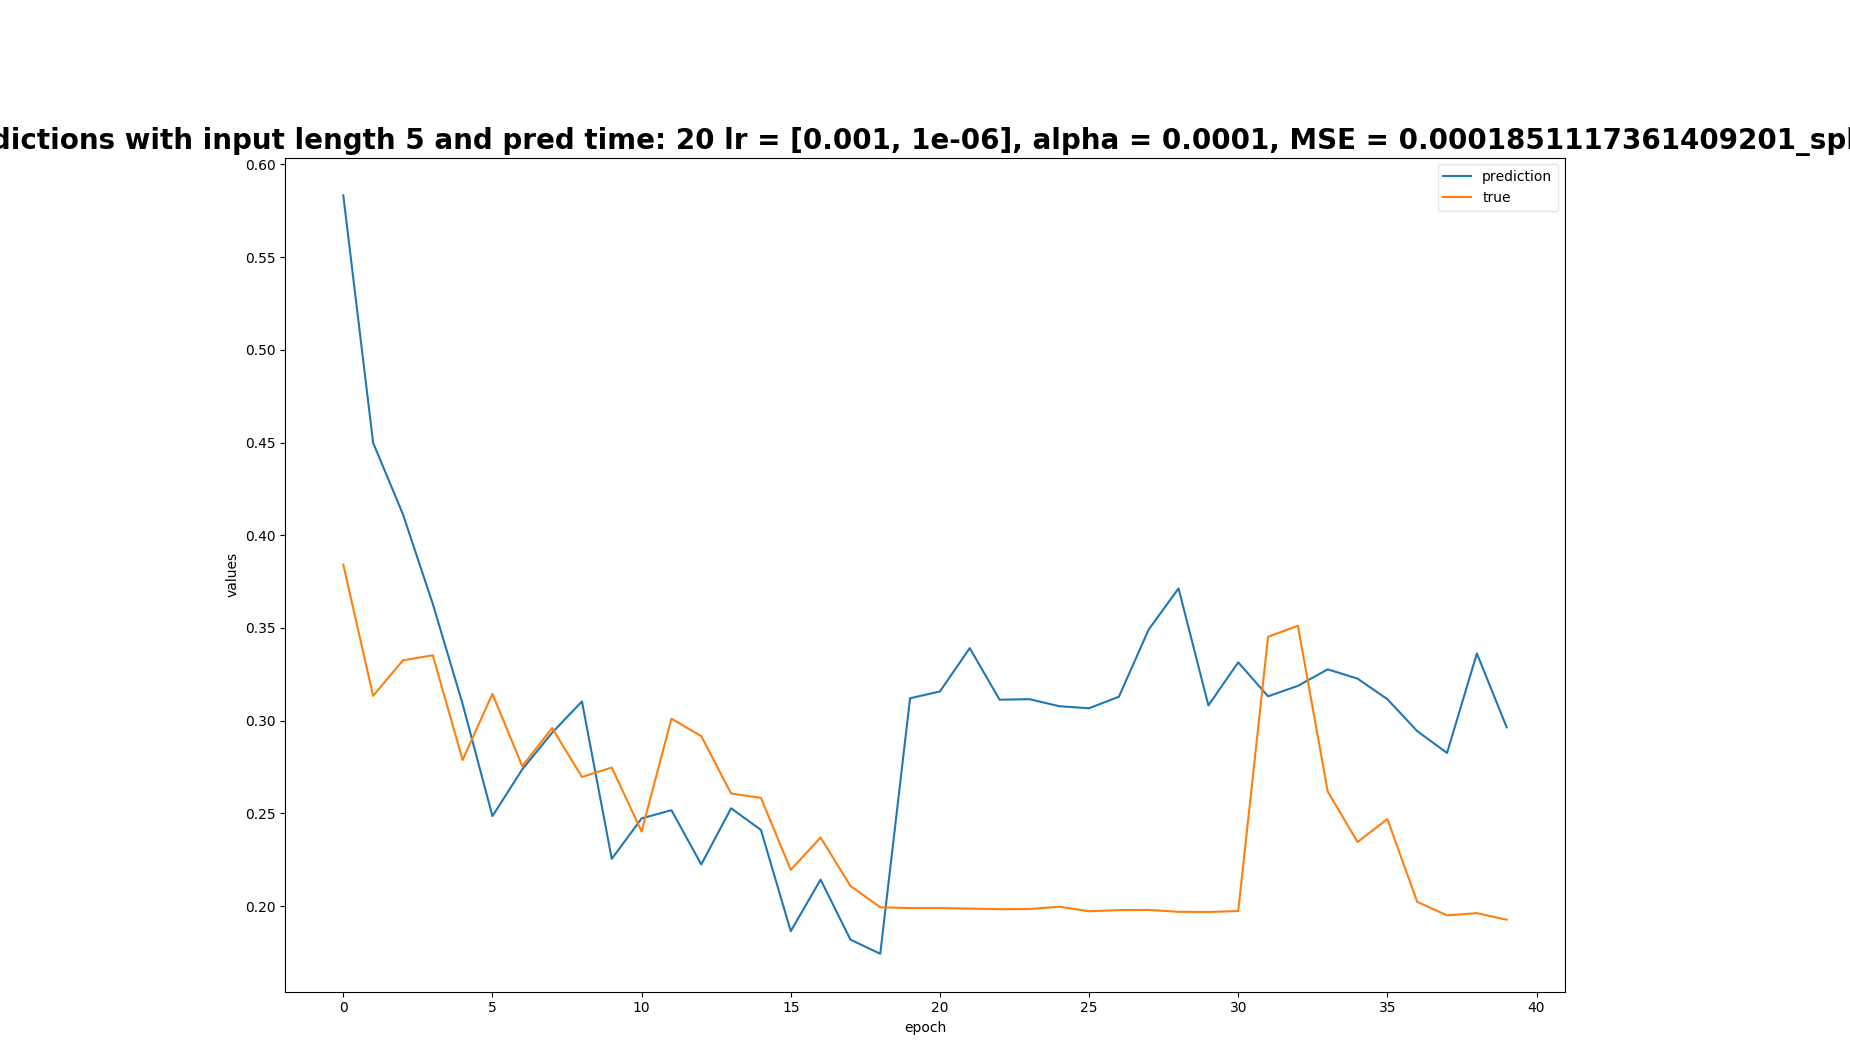 dictions with input length 5 and pred time: 20 lr = [0.001, 1e-06], alpha = 0.0001, MSE = 0.0001851117361409201_spl
prediction
true
0.60
0.55
0.50
0.45
0.40
0.35
0.30
0.25
0.20
values
0 5 10 15 20 25 30 35 40
epoch